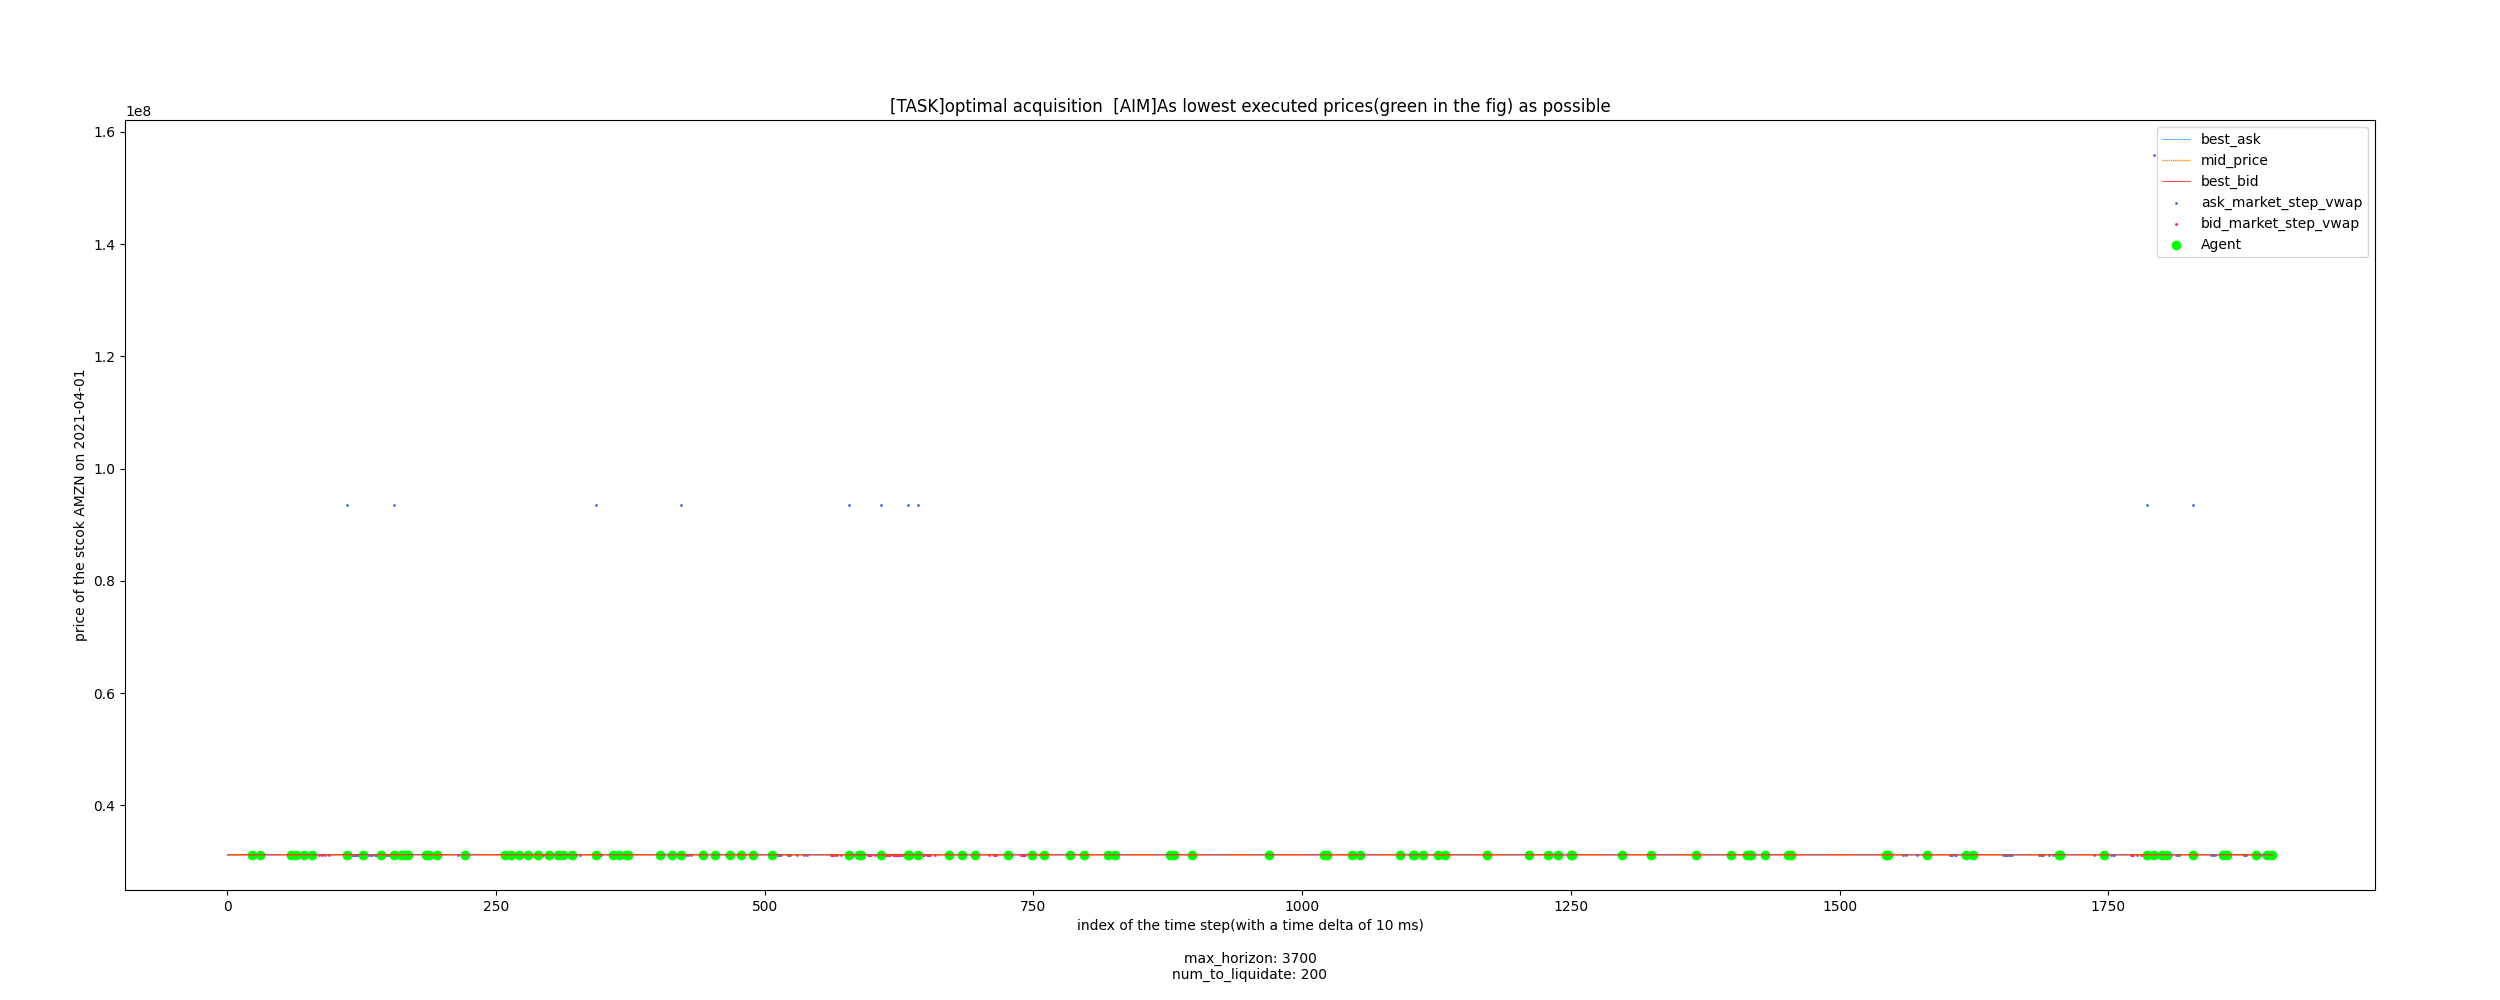 [TASK]optimal acquisition  [AIM]As lowest executed prices(green in the fig) as possible
1e8
1.6
1.4
1.2
1.0
0.8
0.6
0.4
price of the stcok AMZN on 2021-04-01
best_ask
mid_price
best_bid
ask_market_step_vwap
bid_market_step_vwap
Agent
0 250 500 750 1000 1250 1500 1750
index of the time step(with a time delta of 10 ms)
max_horizon: 3700
num_to_liquidate: 200